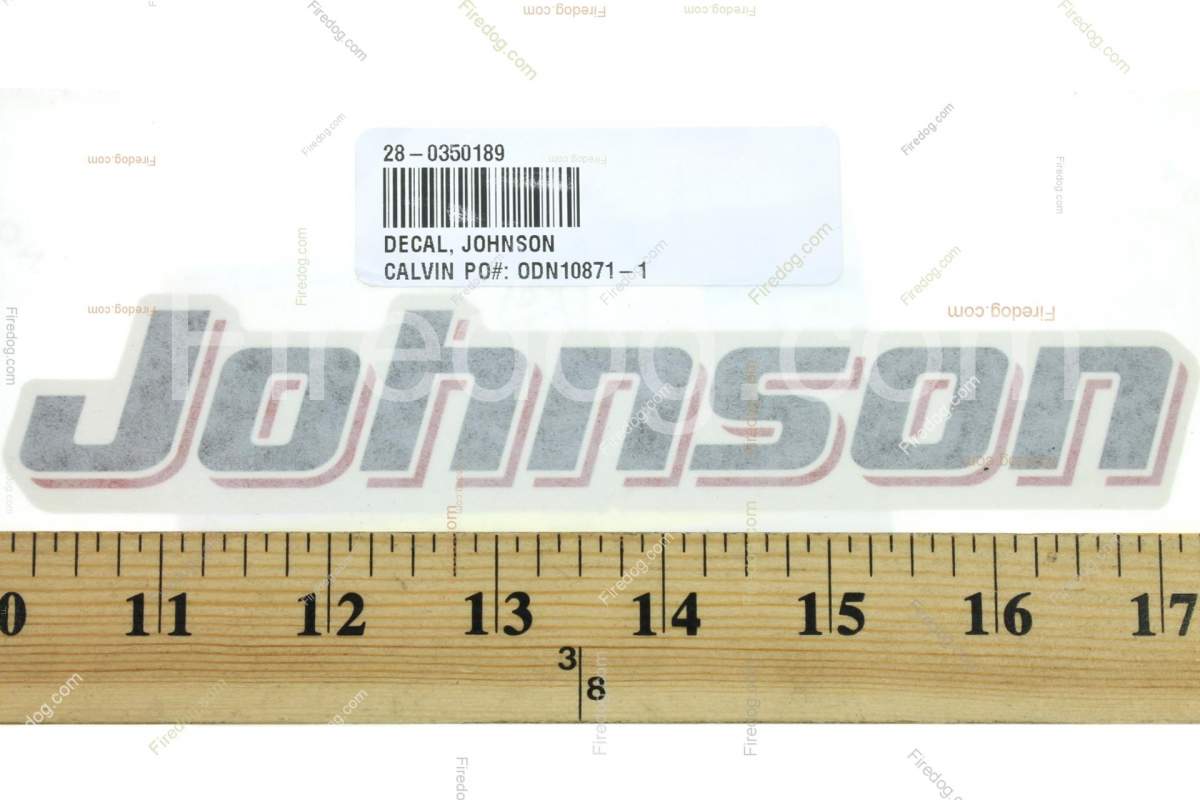 28-0350189
DECAL, JOHNSON
CALVIN PO#: ODN10871-1
Johnson
Firedog.com
0 11 12 13 14 15 16 17
3
8